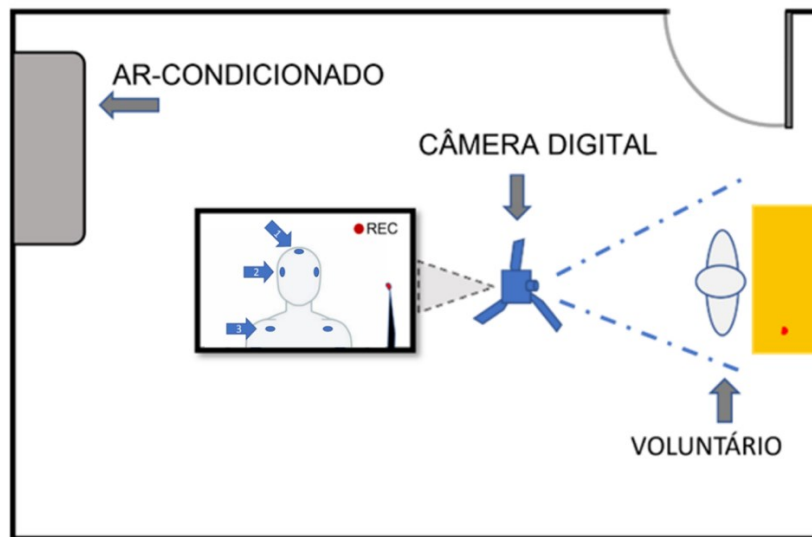 AR-CONDICIONADO
CÂMERA DIGITAL
REC
1
2
3
VOLUNTÁRIO